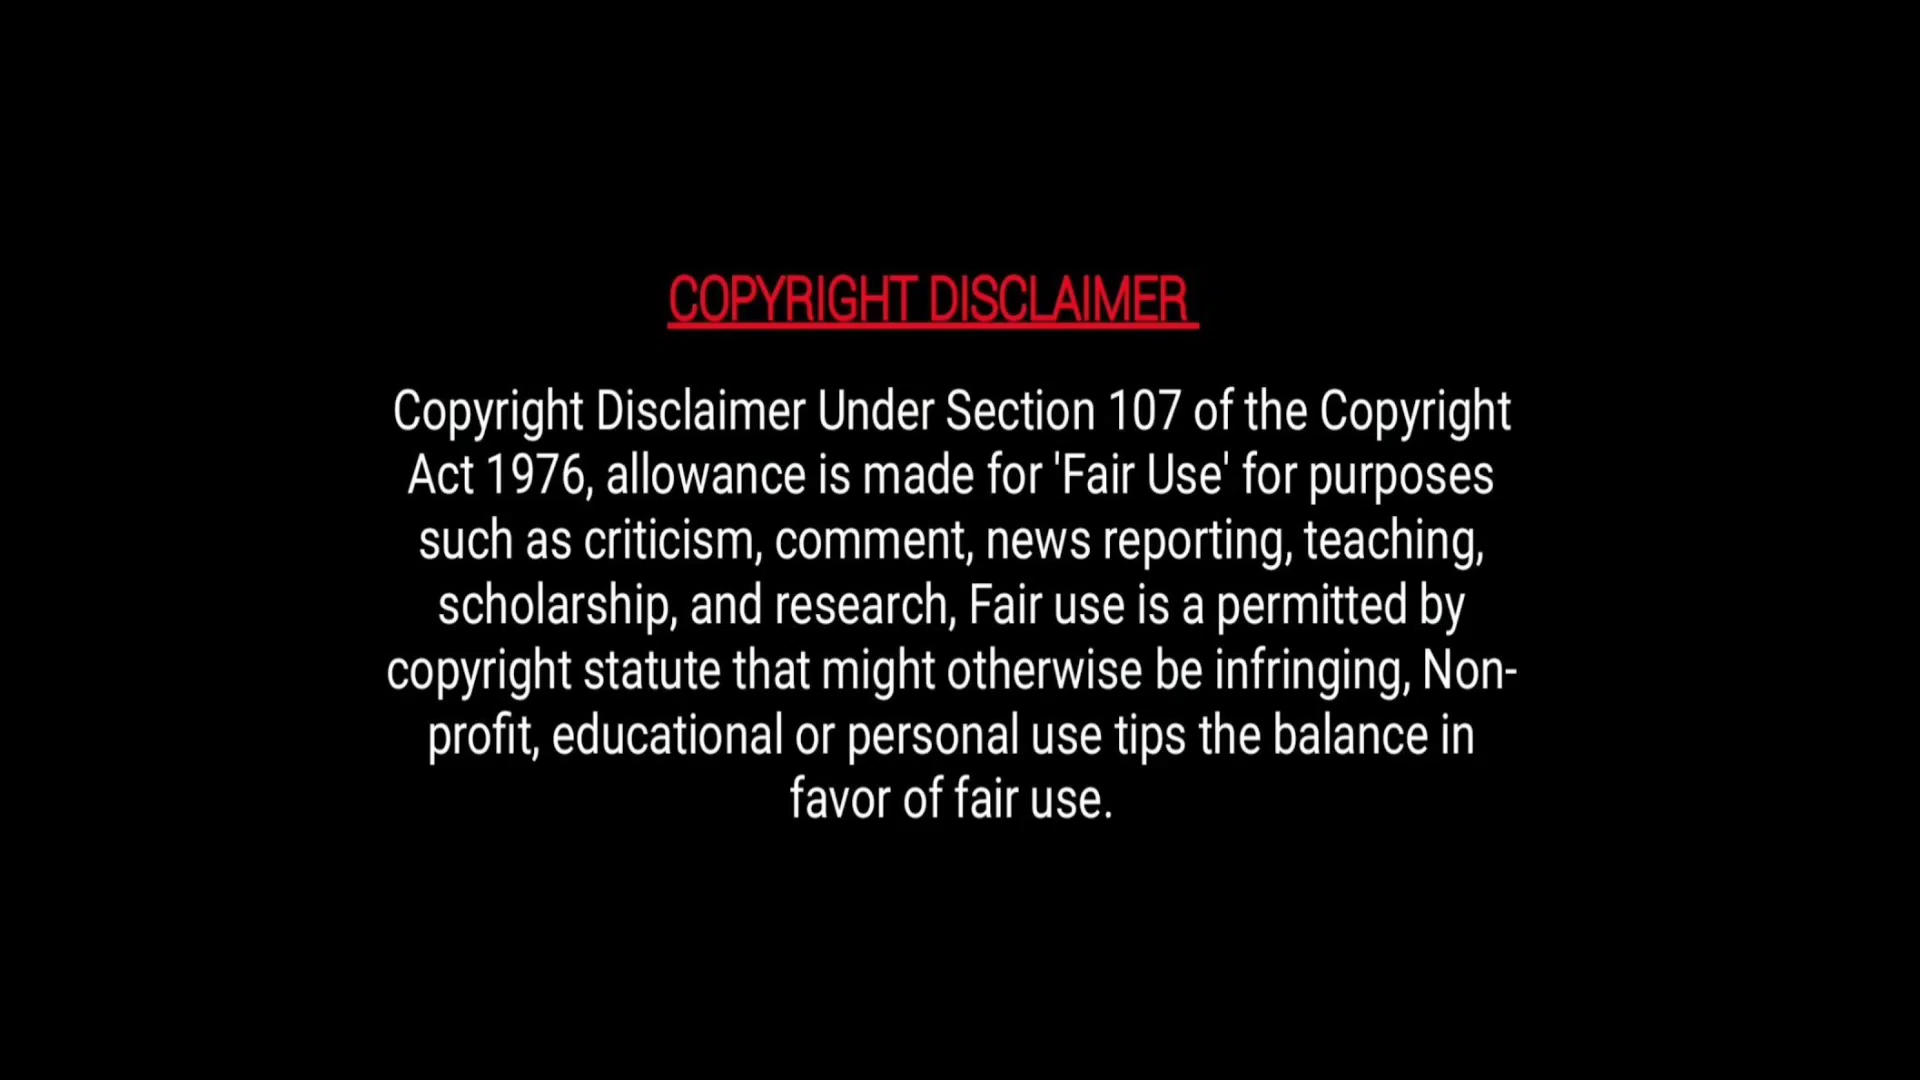 COPYRIGHT DISCLAIMER
Copyright Disclaimer Under Section 107 of the Copyright
Act 1976, allowance is made for 'Fair Use' for purposes
such as criticism, comment, news reporting, teaching,
scholarship, and research, Fair use is a permitted by
copyright statute that might otherwise be infringing, Non-
profit, educational or personal use tips the balance in
favor of fair use.